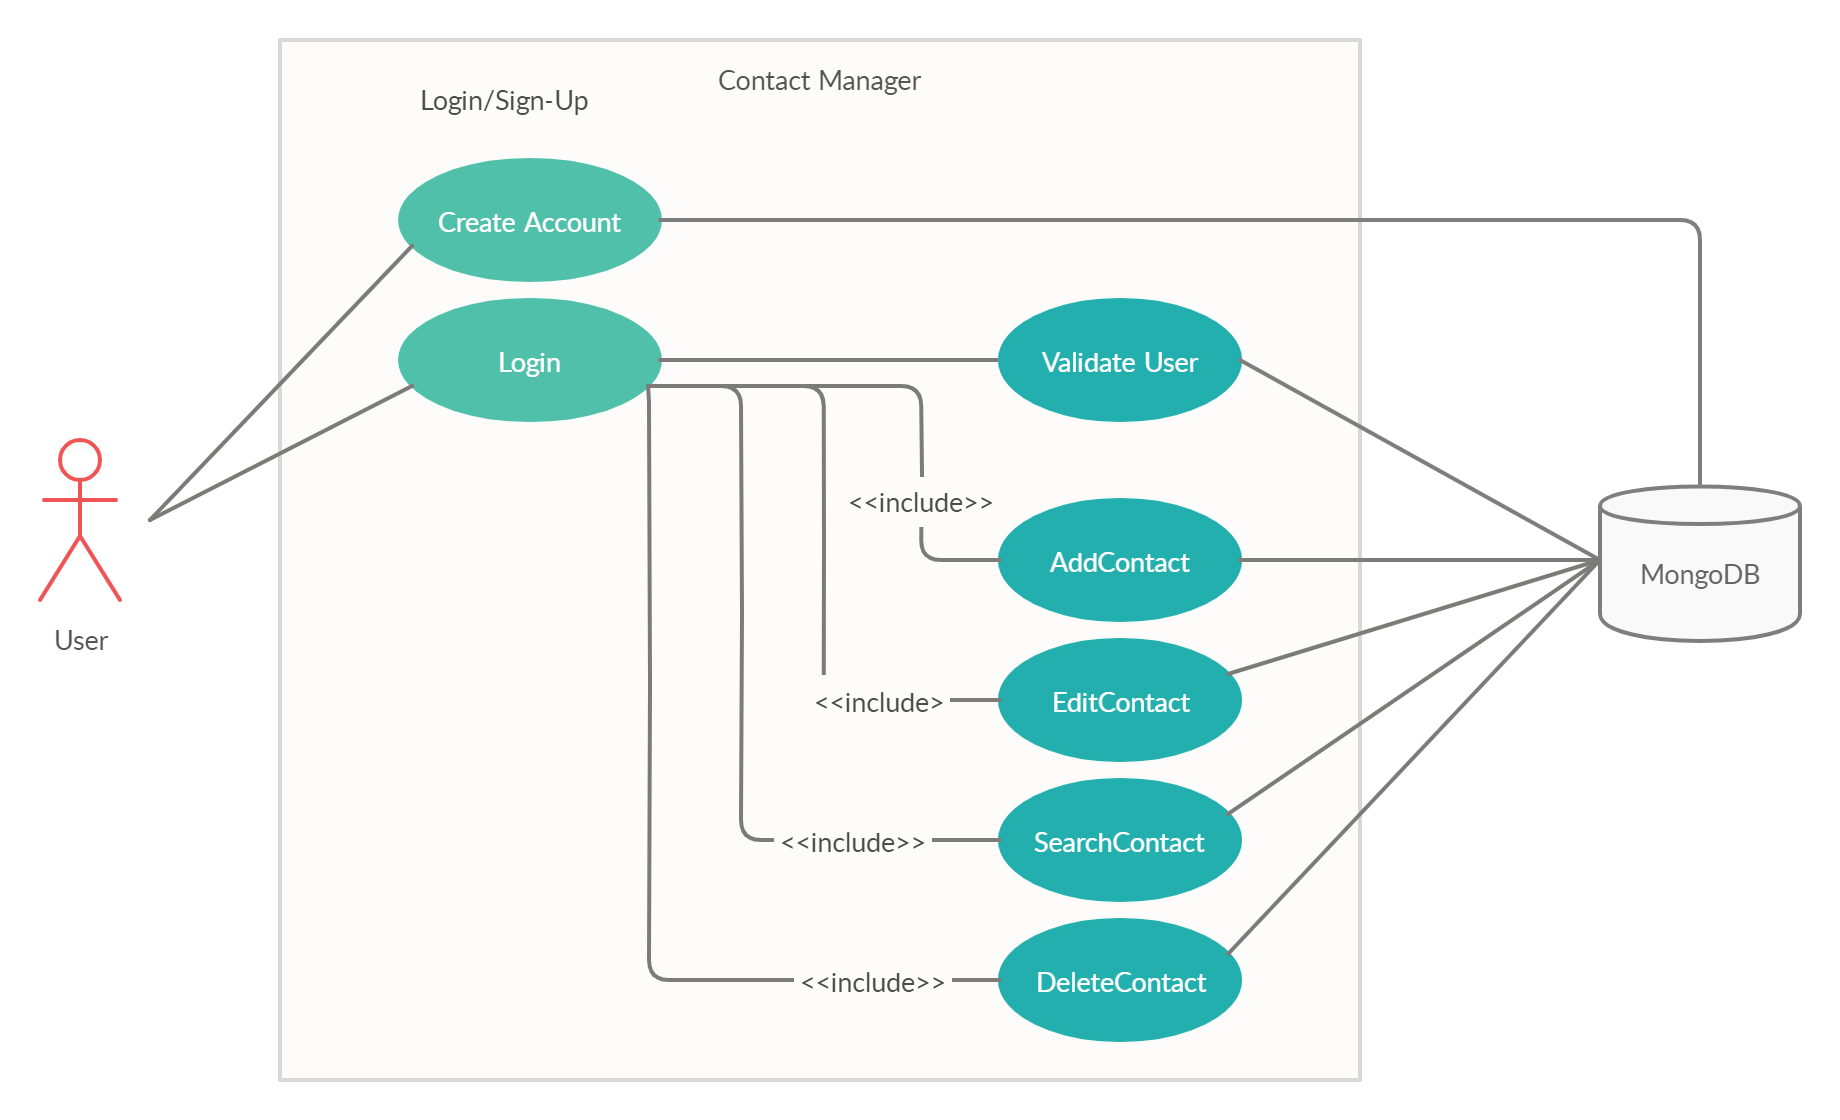 Contact Manager
Login/Sign-Up
Create Account
Login
Validate User
<<include>>
AddContact
MongoDB
User
<<include>
EditContact
<<include>>
SearchContact
<<include>>
DeleteContact